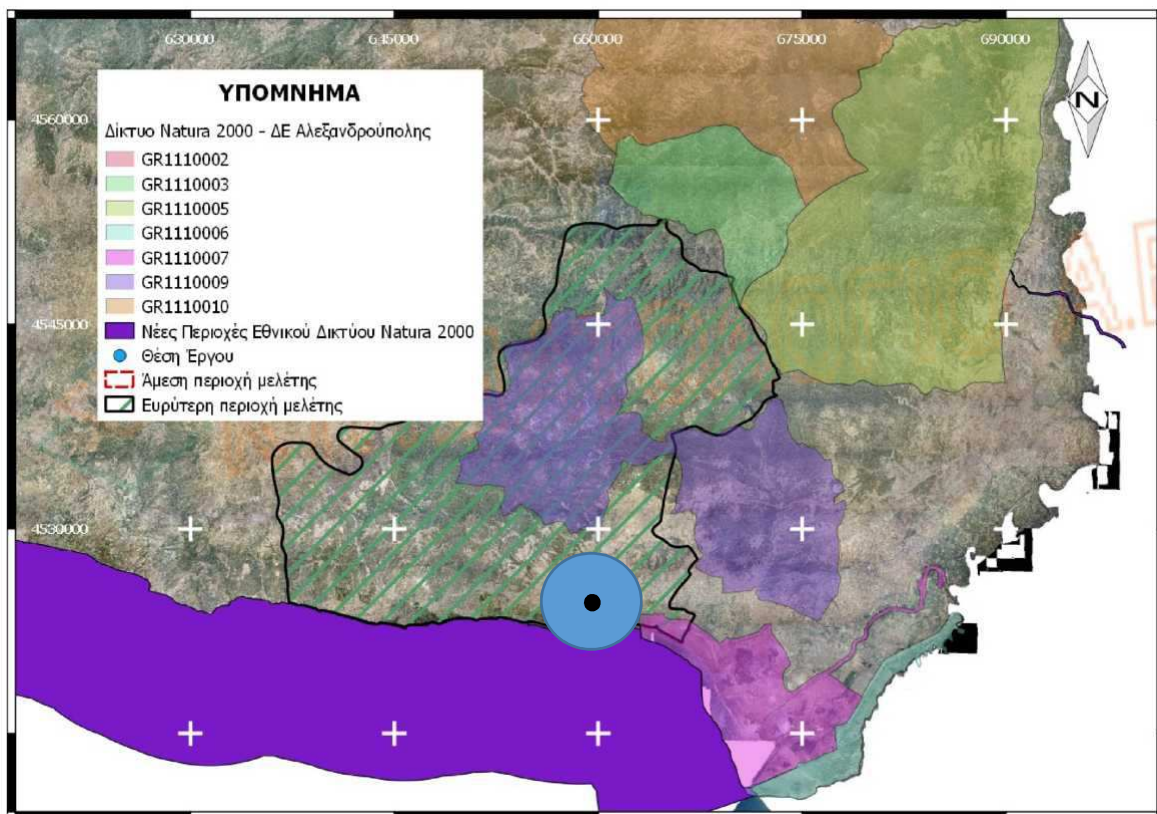 630000 645000 660000 675000 690000
ΥΠΟΜΝΗΜΑ
4560000
Δίκτυο Natura 2000 - ΔΕ Αλεξανδρούπολης
GR1110002
GR1110003
GR1110005
GR1110006
GR1110007
GR1110009
GR1110010
4545000
Νέες Περιοχές Εθνικού Δικτύου Natura 2000
Θέση Έργου
Άμεση περιοχή μελέτης
Ευρύτερη περιοχή μελέτης
4530000
N